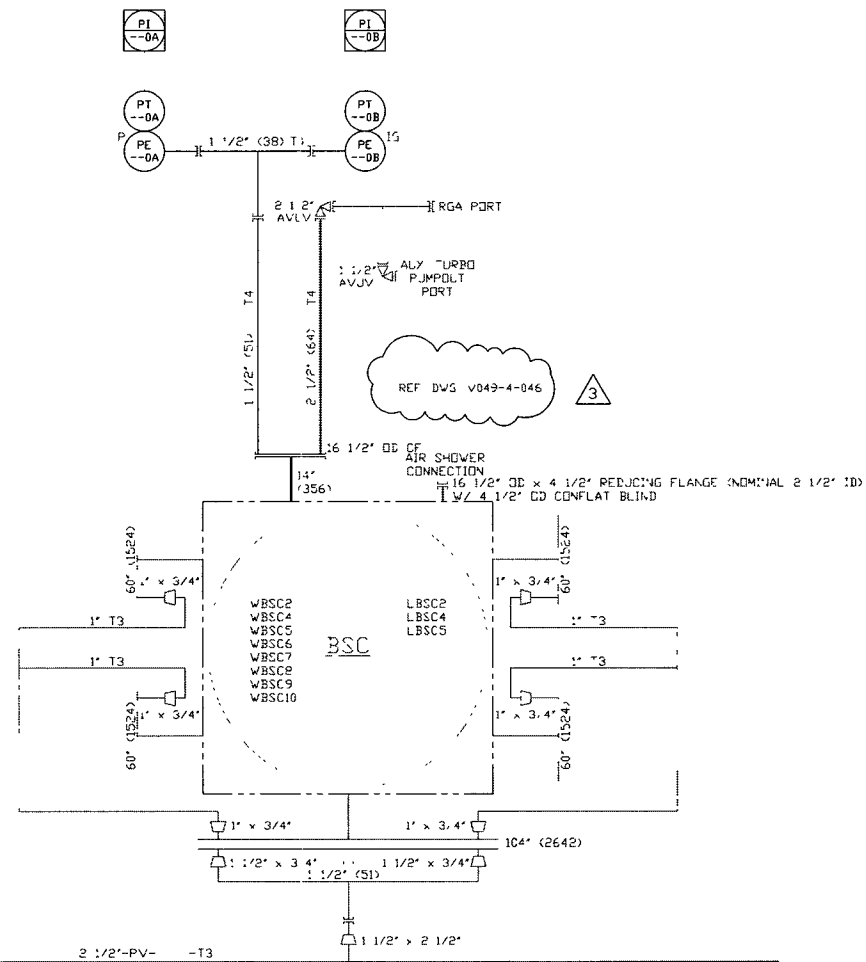 PI
--0A
PI
--0B
PT
--0A
PT
--0B
P
PE
--0A
1 1/2" (38) T1
PE
--0B
IG
2 1 2"
AVLV
RGA PORT
1 1/2"
AVJV
AUX TURBO
PUMPOUT
PORT
1 1/2" (51) T4
2 1/2" (64) T4
REF DWG V049-4-046
3
16 1/2" OD CF
AIR SHOWER
CONNECTION
14"
(356)
16 1/2" OD x 4 1/2" REDUCING FLANGE (NOMINAL 2 1/2" ID)
W/ 4 1/2" OD CONFLAT BLIND
60" (1524)
60" (1524)
1" x 3/4"
1" x 3/4"
WBSC2
WBSC4
WBSC5
WBSC6
WBSC7
WBSC8
WBSC9
WBSC10
LBSC2
LBSC4
LBSC5
BSC
1" T3
1" T3
1" T3
1" T3
1" x 3/4"
1" x 3/4"
60" (1524)
60" (1524)
1" x 3/4"
1" x 3/4"
104" (2642)
1 1/2" x 3 4"
1 1/2" x 3/4"
1 1/2" (51)
1 1/2" x 2 1/2"
2 1/2"-PV- -T3